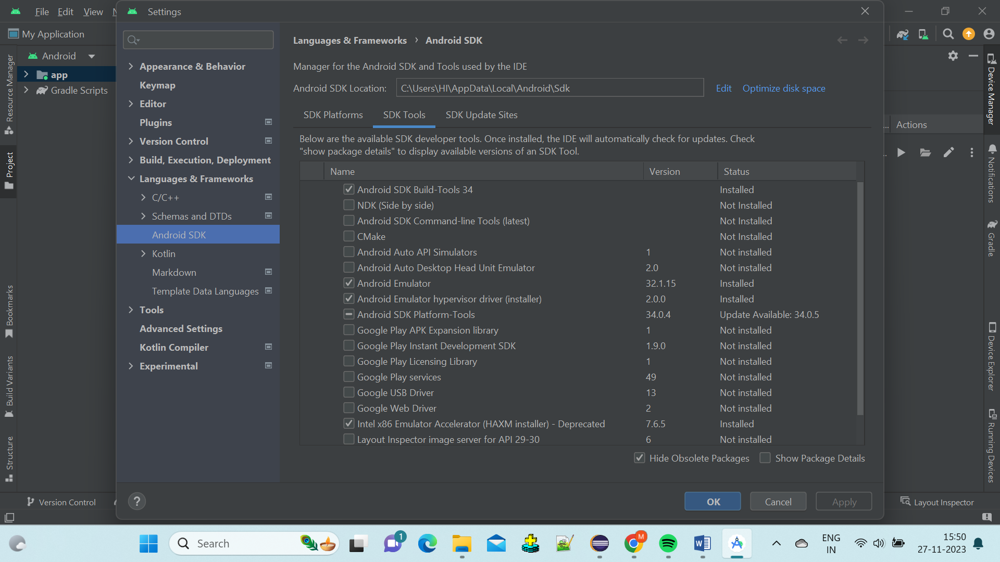 File Edit View
Settings
My Application
Languages & Frameworks › Android SDK
Android
app
Gradle Scripts
Appearance & Behavior
Keymap
Editor
Plugins
Version Control
Build, Execution, Deployment
Languages & Frameworks
C/C++
Schemas and DTDs
Android SDK
Kotlin
Markdown
Template Data Languages
Tools
Advanced Settings
Kotlin Compiler
Experimental
Manager for the Android SDK and Tools used by the IDE
Android SDK Location: C:\Users\HI\AppData\Local\Android\Sdk Edit Optimize disk space
SDK Platforms SDK Tools SDK Update Sites
Below are the available SDK developer tools. Once installed, the IDE will automatically check for updates. Check
"show package details" to display available versions of an SDK Tool.
Name Version Status
Android SDK Build-Tools 34 Installed
NDK (Side by side) Not Installed
Android SDK Command-line Tools (latest) Not Installed
CMake Not Installed
Android Auto API Simulators 1 Not installed
Android Auto Desktop Head Unit Emulator 2.0 Not installed
Android Emulator 32.1.15 Installed
Android Emulator hypervisor driver (installer) 2.0.0 Installed
Android SDK Platform-Tools 34.0.4 Update Available: 34.0.5
Google Play APK Expansion library 1 Not installed
Google Play Instant Development SDK 1.9.0 Not installed
Google Play Licensing Library 1 Not installed
Google Play services 49 Not installed
Google USB Driver 13 Not installed
Google Web Driver 2 Not installed
Intel x86 Emulator Accelerator (HAXM installer) - Deprecated 7.6.5 Installed
Layout Inspector image server for API 29-30 6 Not installed
Hide Obsolete Packages Show Package Details
? OK Cancel Apply
... Actions
Resource Manager
Project
Bookmarks
Build Variants
Structure
Device Manager
Notifications
Gradle
Device Explorer
Running Devices
Version Control
Layout Inspector
Search
1
M
W
ENG
IN
15:50
27-11-2023